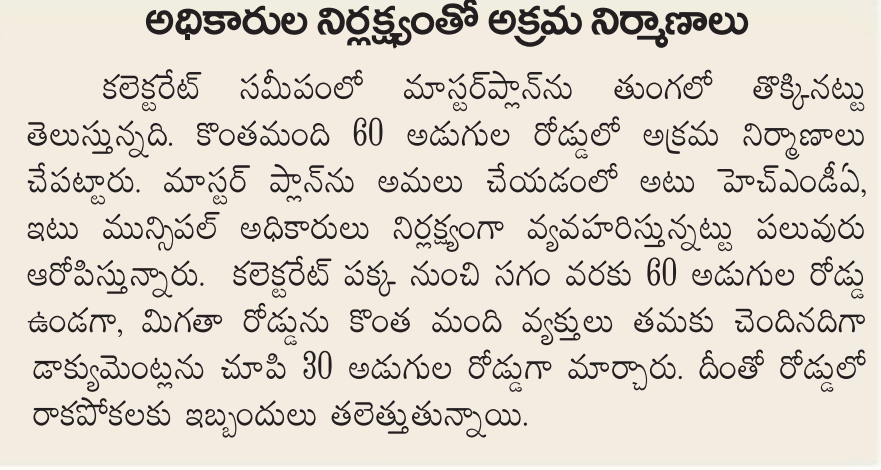 అధికారుల నిర్లక్ష్యంతో అక్రమ నిర్మాణాలు
కలెక్టరేట్ సమీపంలో మాస్టర్‌ప్లాన్‌ను తుంగలో తొక్కినట్టు
తెలుస్తున్నది. కొంతమంది 60 అడుగుల రోడ్డులో అక్రమ నిర్మాణాలు
చేపట్టారు. మాస్టర్ ప్లాన్‌ను అమలు చేయడంలో అటు హెచ్ఎండీఏ,
ఇటు మున్సిపల్ అధికారులు నిర్లక్ష్యంగా వ్యవహరిస్తున్నట్టు పలువురు
ఆరోపిస్తున్నారు. కలెక్టరేట్ పక్క నుంచి సగం వరకు 60 అడుగుల రోడ్డు
ఉండగా, మిగతా రోడ్డును కొంత మంది వ్యక్తులు తమకు చెందినదిగా
డాక్యుమెంట్లను చూపి 30 అడుగుల రోడ్డుగా మార్చారు. దీంతో రోడ్డులో
రాకపోకలకు ఇబ్బందులు తలెత్తుతున్నాయి.